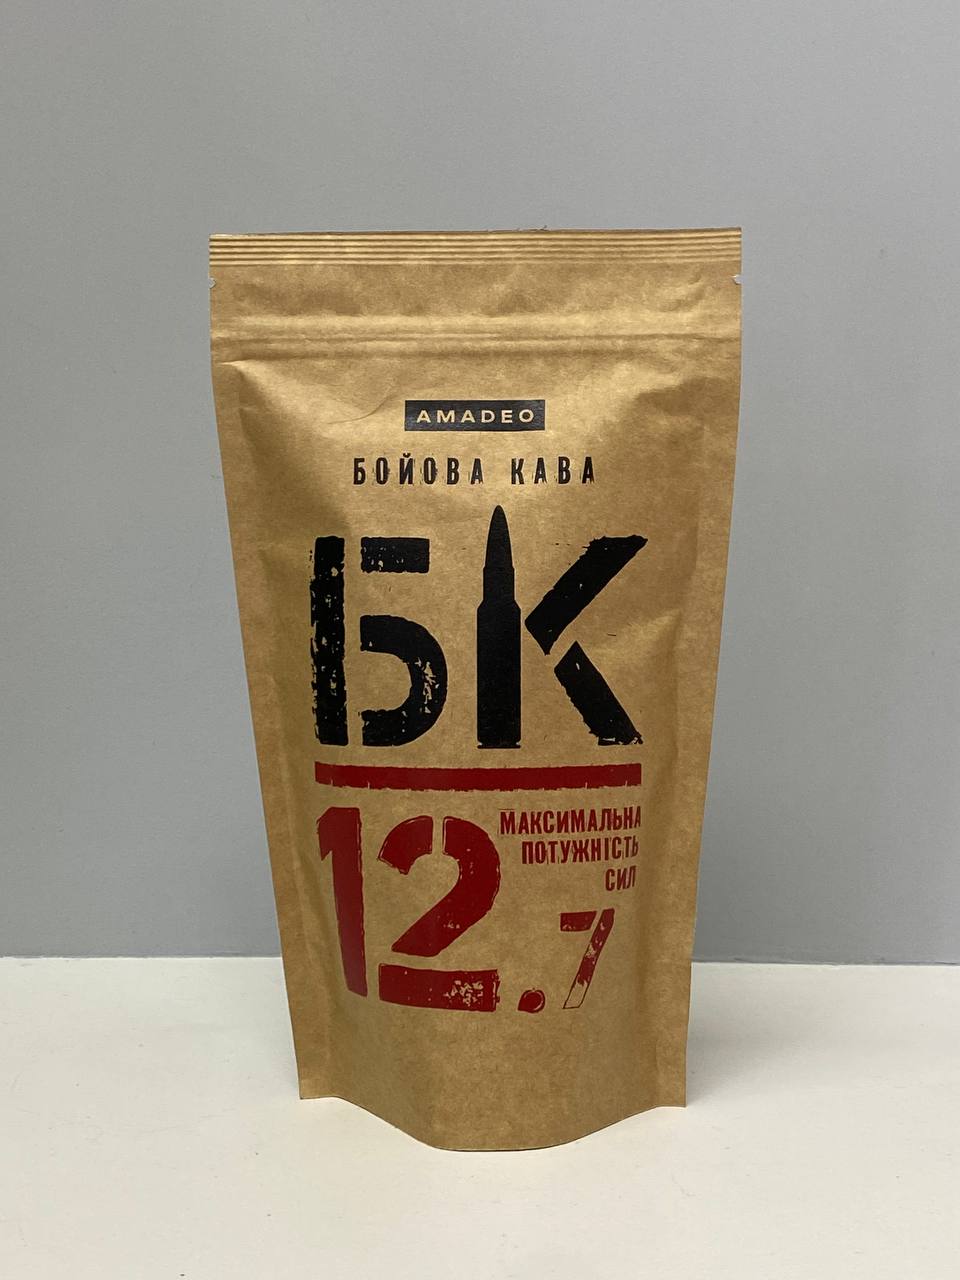 AMADEO
БОЙОВА КАВА
БК
МАКСИМАЛЬНА
ПОТУЖНІСТЬ
СИЛ
12.7